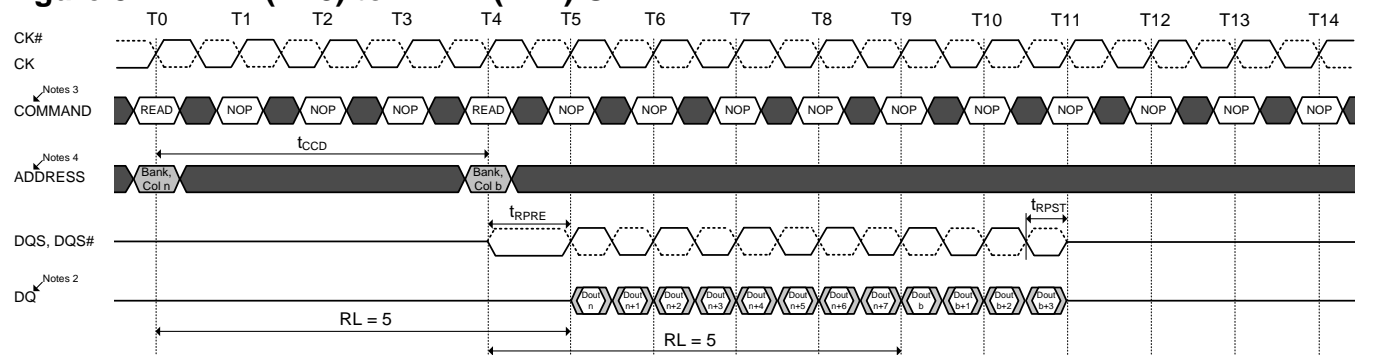 T0 T1 T2 T3 T4 T5 T6 T7 T8 T9 T10 T11 T12 T13 T14
CK#
CK
Notes 3
COMMAND READ NOP NOP NOP READ NOP NOP NOP NOP NOP NOP NOP NOP NOP NOP
tCCD
Notes 4
ADDRESS
Bank, Col n
Bank, Col b
tRPRE
tRPST
DQS, DQS#
Notes 2
DQ
Dout n
Dout n+1
Dout n+2
Dout n+3
Dout n+4
Dout n+5
Dout n+6
Dout n+7
Dout b
Dout b+1
Dout b+2
Dout b+3
RL = 5
RL = 5